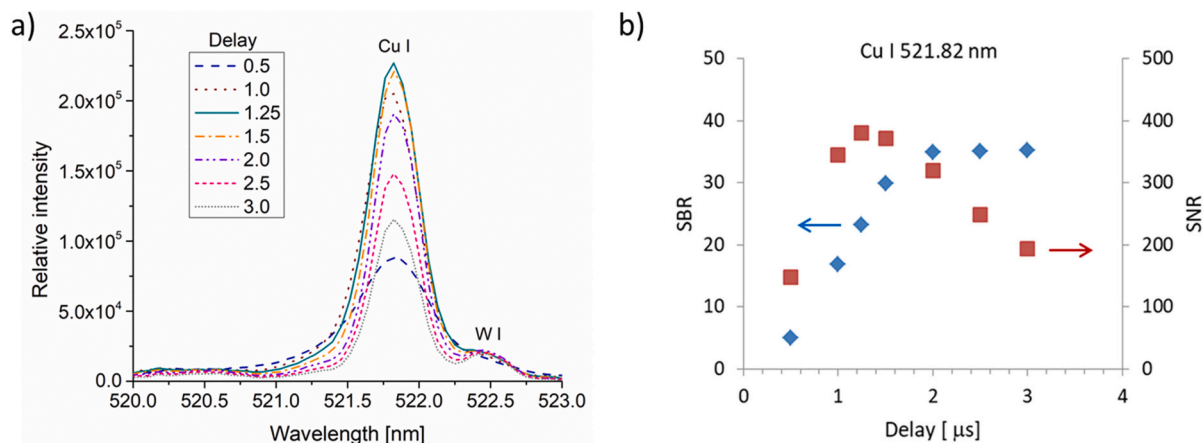 a)
Relative intensity
2.5x10⁵
2.0x10⁵
1.5x10⁵
1.0x10⁵
5.0x10⁴
0.0
Delay
0.5
1.0
1.25
1.5
2.0
2.5
3.0
Cu I
W I
520.0 520.5 521.0 521.5 522.0 522.5 523.0
Wavelength [nm]
b)
Cu I 521.82 nm
SBR
50
40
30
20
10
0
500
400
300
200
100
0
SNR
0 1 2 3 4
Delay [ µs]